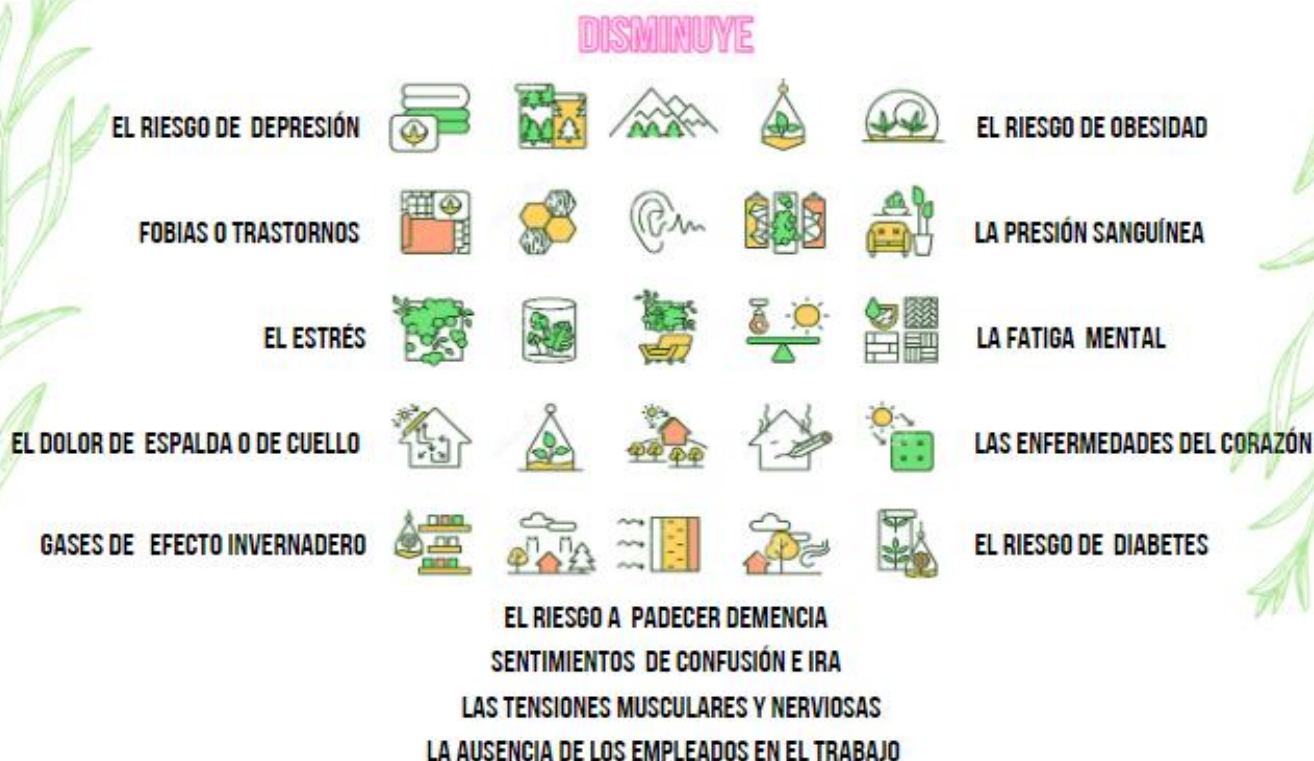 DISMINUYE
EL RIESGO DE DEPRESIÓN
EL RIESGO DE OBESIDAD
FOBIAS O TRASTORNOS
LA PRESIÓN SANGUÍNEA
EL ESTRÉS
LA FATIGA MENTAL
EL DOLOR DE ESPALDA O DE CUELLO
LAS ENFERMEDADES DEL CORAZÓN
GASES DE EFECTO INVERNADERO
EL RIESGO DE DIABETES
EL RIESGO A PADECER DEMENCIA
SENTIMIENTOS DE CONFUSIÓN E IRA
LAS TENSIONES MUSCULARES Y NERVIOSAS
LA AUSENCIA DE LOS EMPLEADOS EN EL TRABAJO